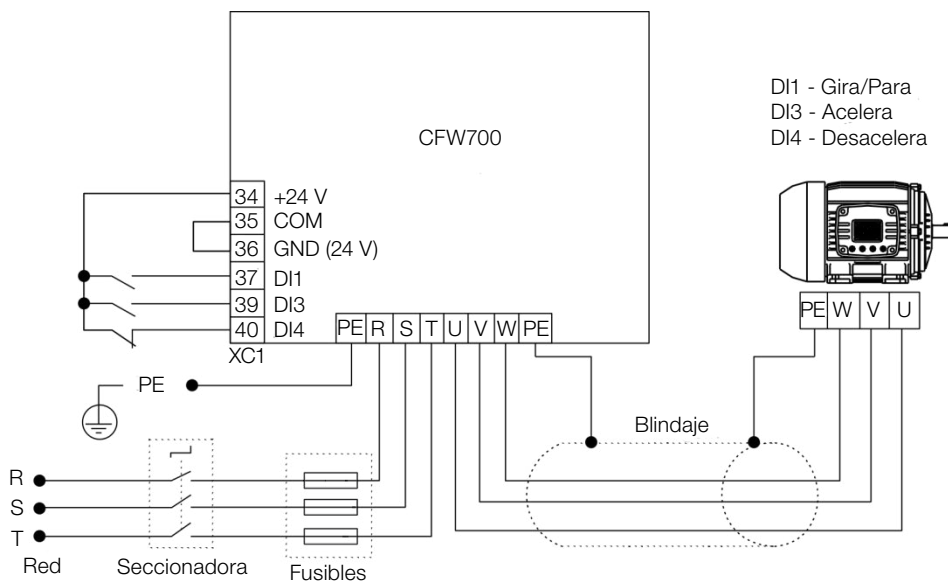 CFW700
DI1 - Gira/Para
DI3 - Acelera
DI4 - Desacelera
34 +24 V
35 COM
36 GND (24 V)
37 DI1
39 DI3
40 DI4
XC1
PE R S T U V W PE
PE W V U
PE
Blindaje
R
S
T
Red
Seccionadora
Fusibles